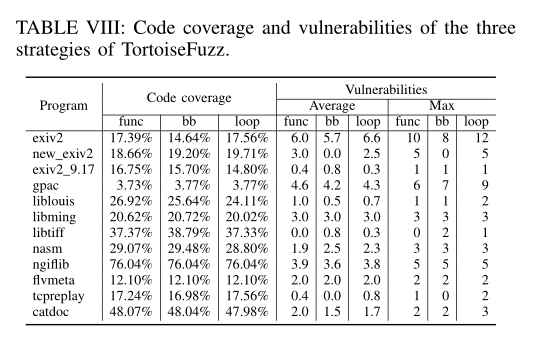 TABLE VIII: Code coverage and vulnerabilities of the three
strategies of TortoiseFuzz.
Program Code coverage Vulnerabilities
Average Max
func bb loop func bb loop func bb loop
exiv2 17.39% 14.64% 17.56% 6.0 5.7 6.6 10 8 12
new_exiv2 18.66% 19.20% 19.71% 3.0 0.0 2.5 5 0 5
exiv2_9.17 16.75% 15.70% 14.80% 0.4 0.8 0.3 1 1 1
gpac 3.73% 3.77% 3.77% 4.6 4.2 4.3 6 7 9
liblouis 26.92% 25.64% 24.11% 1.0 0.5 0.7 1 1 2
libming 20.62% 20.72% 20.02% 3.0 3.0 3.0 3 3 3
libtiff 37.37% 38.79% 37.33% 0.0 0.8 0.3 0 2 1
nasm 29.07% 29.48% 28.80% 1.9 2.5 2.3 3 3 3
ngiflib 76.04% 76.04% 76.04% 3.9 3.6 3.8 5 5 5
flvmeta 12.10% 12.10% 12.10% 2.0 2.0 2.0 2 2 2
tcpreplay 17.24% 16.98% 17.56% 0.4 0.0 0.8 1 0 2
catdoc 48.07% 48.04% 47.98% 2.0 1.5 1.7 2 2 3